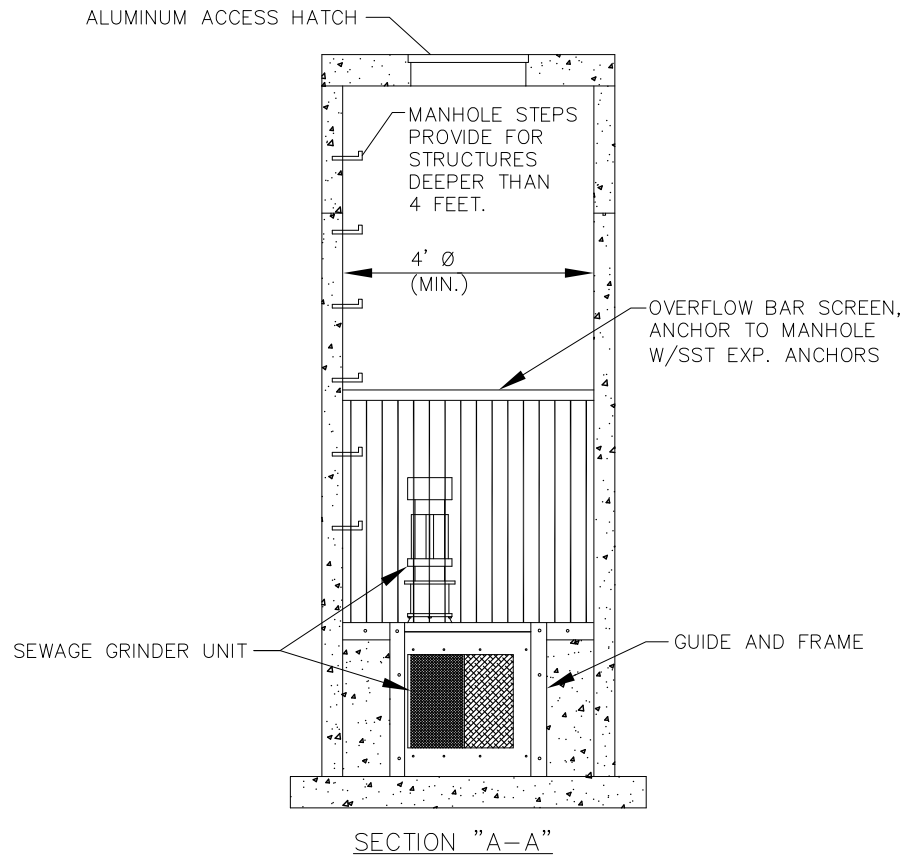 ALUMINUM ACCESS HATCH
MANHOLE STEPS
PROVIDE FOR
STRUCTURES
DEEPER THAN
4 FEET.
4' Ø
(MIN.)
OVERFLOW BAR SCREEN,
ANCHOR TO MANHOLE
W/SST EXP. ANCHORS
SEWAGE GRINDER UNIT
GUIDE AND FRAME
SECTION "A-A"